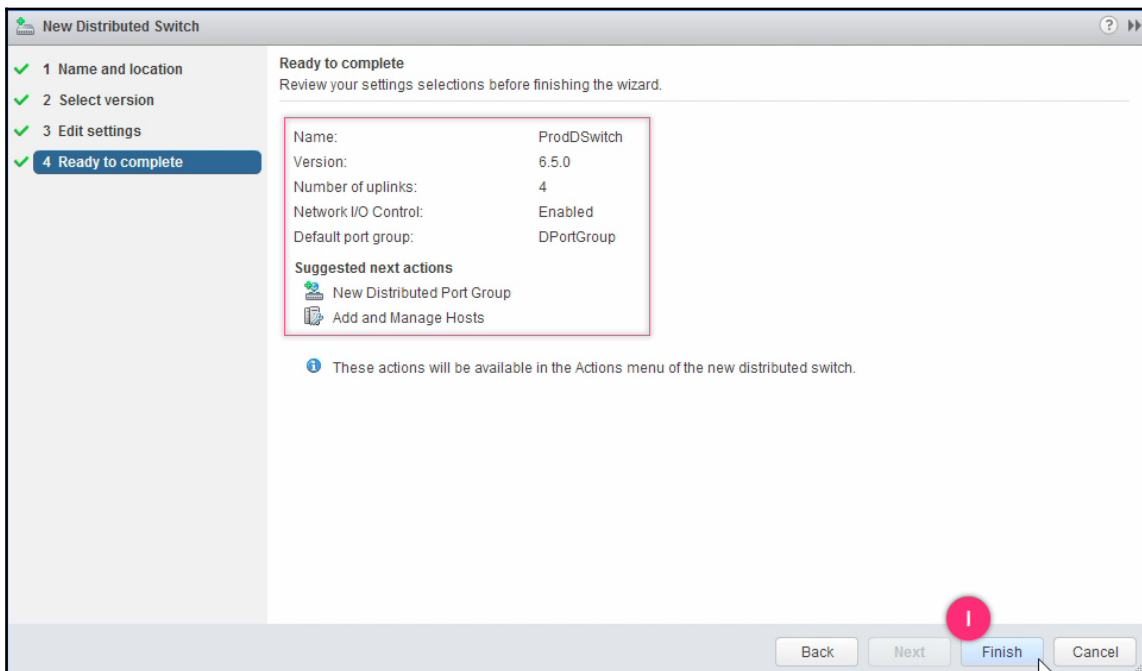 New Distributed Switch
?
1 Name and location
2 Select version
3 Edit settings
4 Ready to complete
Ready to complete
Review your settings selections before finishing the wizard.
Name: ProdDSwitch
Version: 6.5.0
Number of uplinks: 4
Network I/O Control: Enabled
Default port group: DPortGroup
Suggested next actions
New Distributed Port Group
Add and Manage Hosts
These actions will be available in the Actions menu of the new distributed switch.
I
Back Next Finish Cancel